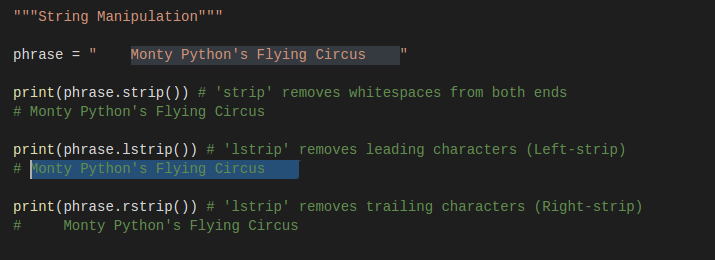 """String Manipulation"""
phrase = "    Monty Python's Flying Circus    "
print(phrase.strip()) # 'strip' removes whitespaces from both ends
# Monty Python's Flying Circus
print(phrase.lstrip()) # 'lstrip' removes leading characters (Left-strip)
# Monty Python's Flying Circus    
print(phrase.rstrip()) # 'lstrip' removes trailing characters (Right-strip)
#     Monty Python's Flying Circus